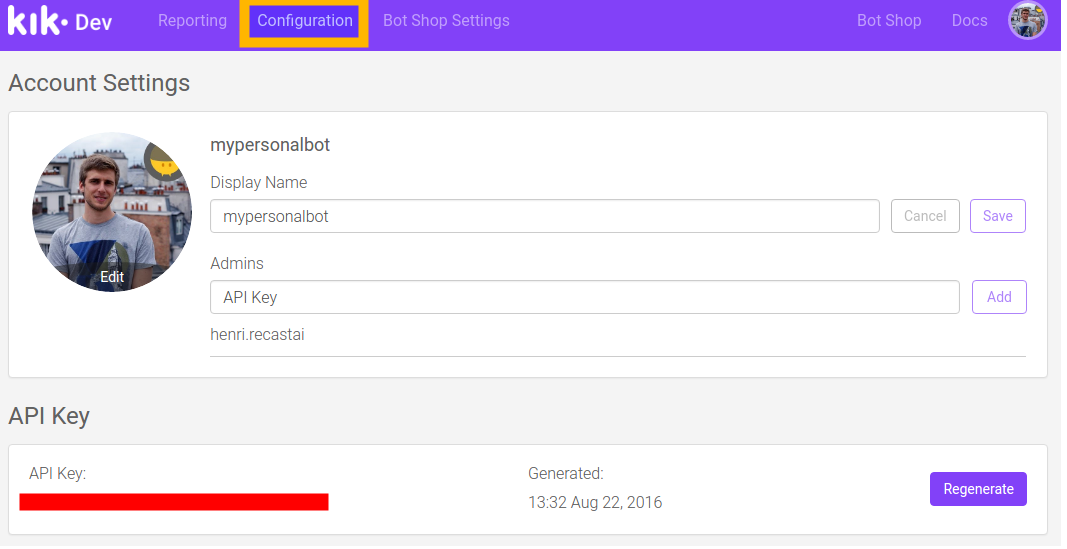 kik· Dev Reporting Configuration Bot Shop Settings Bot Shop Docs
Account Settings
mypersonalbot
Display Name
mypersonalbot Cancel Save
Edit
Admins
API Key Add
henri.recastai
API Key
API Key: Generated:
13:32 Aug 22, 2016 Regenerate